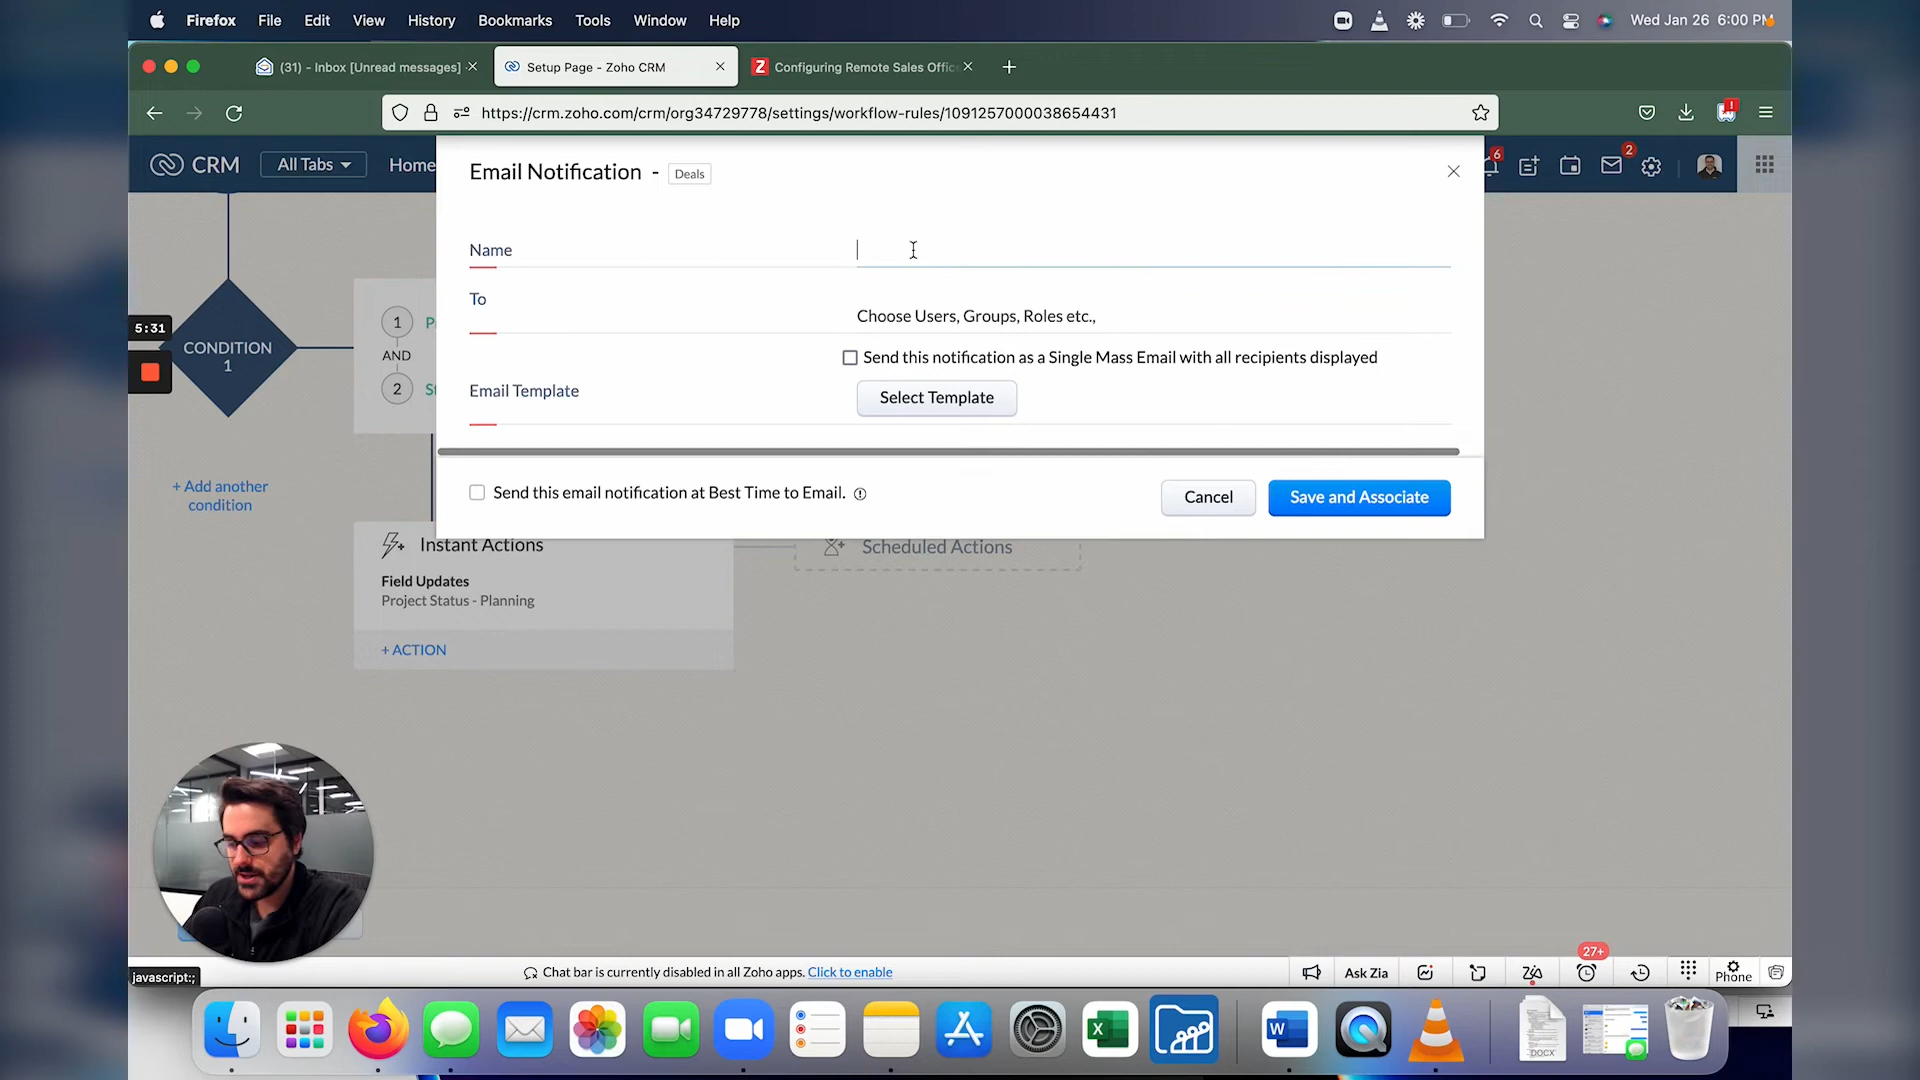 Firefox File Edit View History Bookmarks Tools Window Help Wed Jan 26 6:00 PM
(31) - Inbox [Unread messages]
Setup Page - Zoho CRM
Configuring Remote Sales Offic
https://crm.zoho.com/crm/org34729778/settings/workflow-rules/1091257000038654431
CRM All Tabs Home
6
2
Email Notification - Deals
Name
To
Choose Users, Groups, Roles etc.,
Send this notification as a Single Mass Email with all recipients displayed
Email Template Select Template
Send this email notification at Best Time to Email.
Cancel Save and Associate
5:31
CONDITION
1
1
AND
2
+ Add another
condition
Instant Actions
Scheduled Actions
Field Updates
Project Status - Planning
+ ACTION
javascript:;
Chat bar is currently disabled in all Zoho apps. Click to enable
Ask Zia
27+
Phone
DOCX